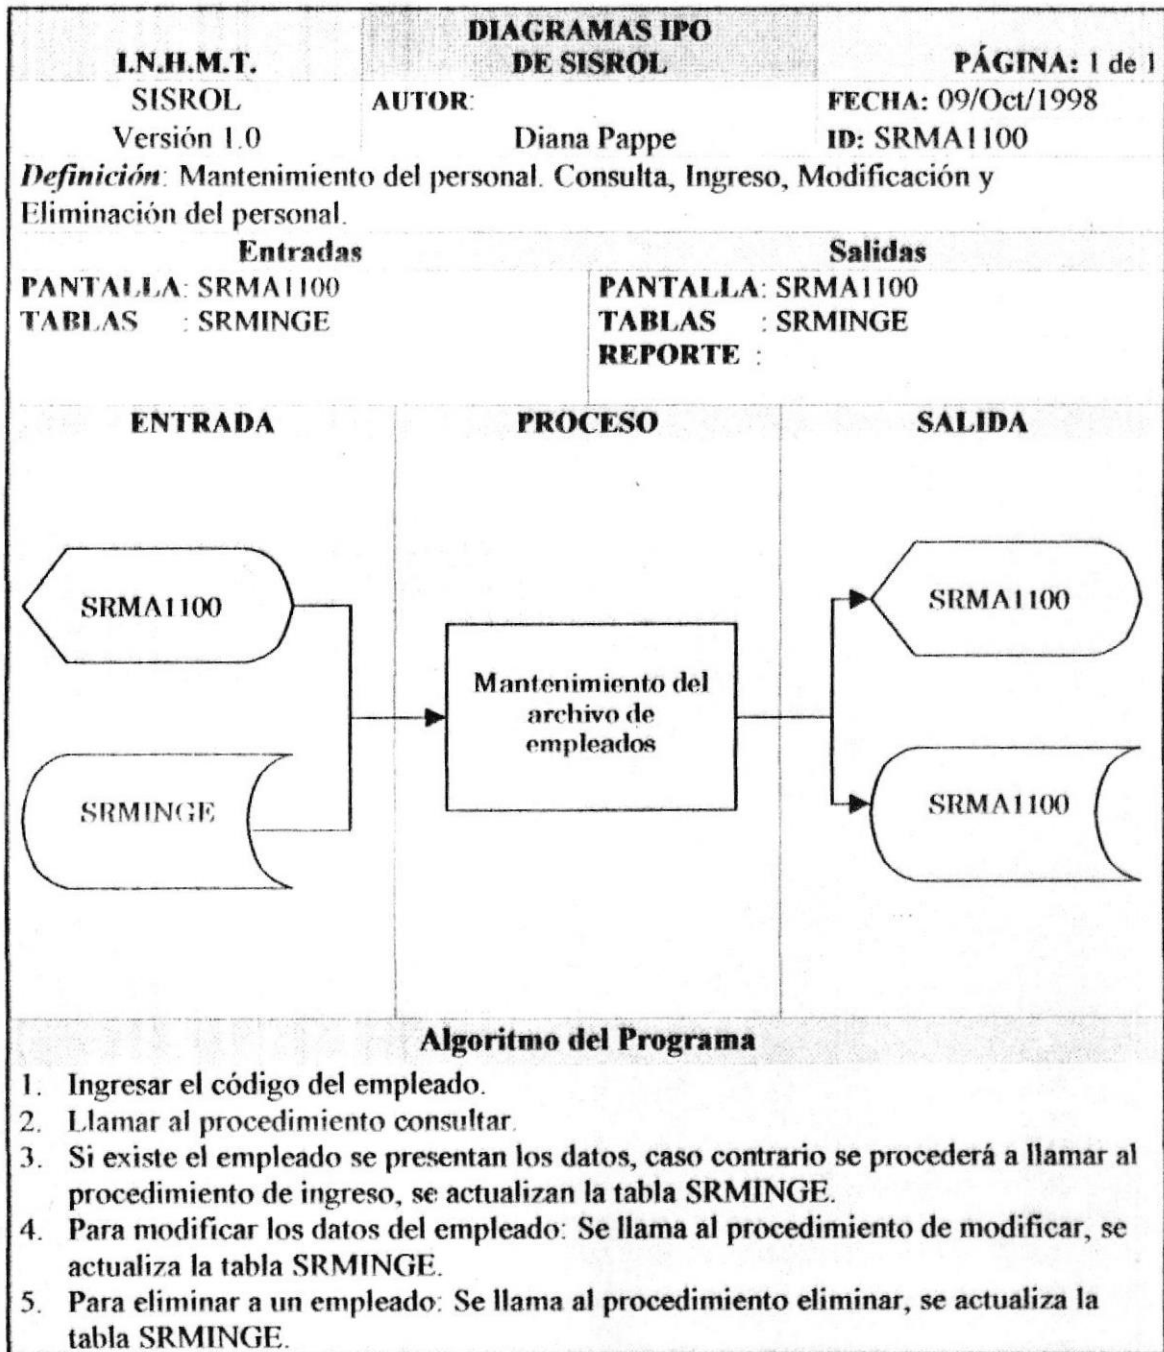 DIAGRAMAS IPO
I.N.H.M.T. DE SISROL PÁGINA: 1 de 1
SISROL AUTOR: FECHA: 09/Oct/1998
Versión 1.0 Diana Pappe ID: SRMA1100
Definición: Mantenimiento del personal. Consulta, Ingreso, Modificación y
Eliminación del personal.
Entradas Salidas
PANTALLA: SRMA1100 PANTALLA: SRMA1100
TABLAS : SRMINGE TABLAS : SRMINGE
REPORTE :
ENTRADA PROCESO SALIDA
SRMA1100
SRMINGE
Mantenimiento del
archivo de
empleados
SRMA1100
SRMA1100
Algoritmo del Programa
1. Ingresar el código del empleado.
2. Llamar al procedimiento consultar.
3. Si existe el empleado se presentan los datos, caso contrario se procederá a llamar al
procedimiento de ingreso, se actualizan la tabla SRMINGE.
4. Para modificar los datos del empleado: Se llama al procedimiento de modificar, se
actualiza la tabla SRMINGE.
5. Para eliminar a un empleado: Se llama al procedimiento eliminar, se actualiza la
tabla SRMINGE.